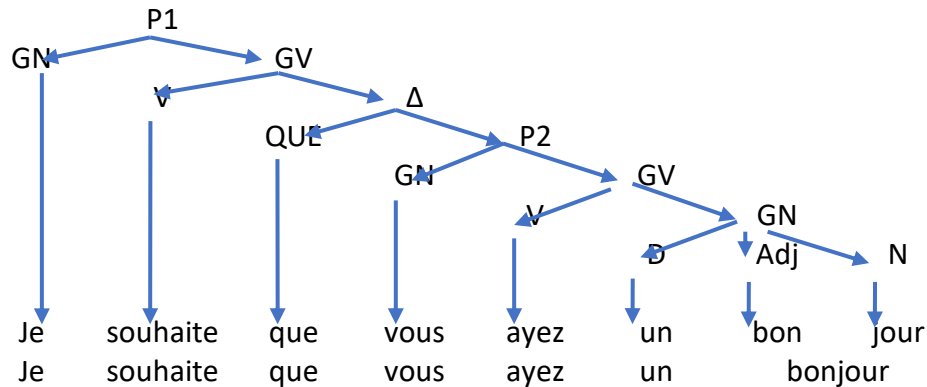 P1
GN GV
V Δ
QUE P2
GN GV
V GN
D Adj N
Je souhaite que vous ayez un bon jour
Je souhaite que vous ayez un bonjour